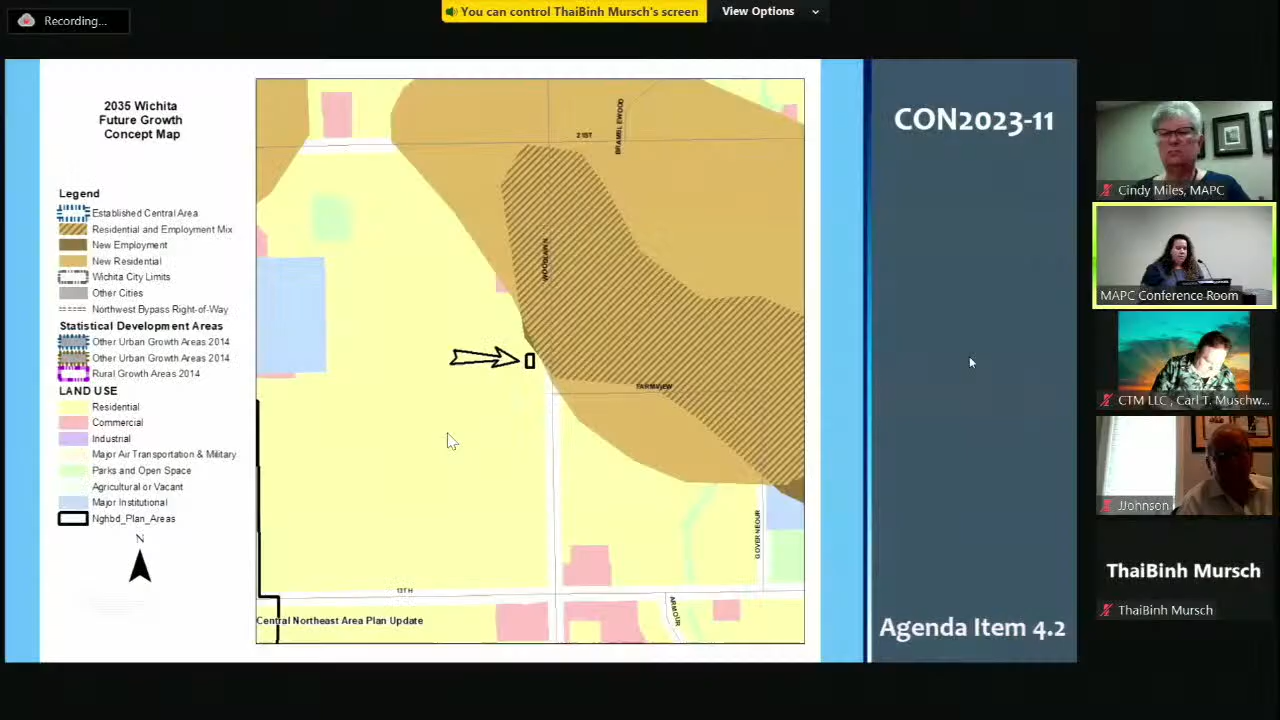 Recording...
You can control ThaiBinh Mursch's screen
View Options
2035 Wichita
Future Growth
Concept Map
Legend
Established Central Area
Residential and Employment Mix
New Employment
New Residential
Wichita City Limits
Other Cities
Northwest Bypass Right-of-Way
Statistical Development Areas
Other Urban Growth Areas 2014
Other Urban Growth Areas 2014
Rural Growth Areas 2014
LAND USE
Residential
Commercial
Industrial
Major Air Transportation & Military
Parks and Open Space
Agricultural or Vacant
Major Institutional
Nghbd_Plan_Areas
N
21ST
BRAMBLEWOOD
WOODLAWN
FARMVIEW
GOVERNEOUR
13TH
ARMOUR
Central Northeast Area Plan Update
CON2023-11
Agenda Item 4.2
Cindy Miles, MAPC
MAPC Conference Room
CTM LLC , Carl T. Muschw...
JJohnson
ThaiBinh Mursch
ThaiBinh Mursch